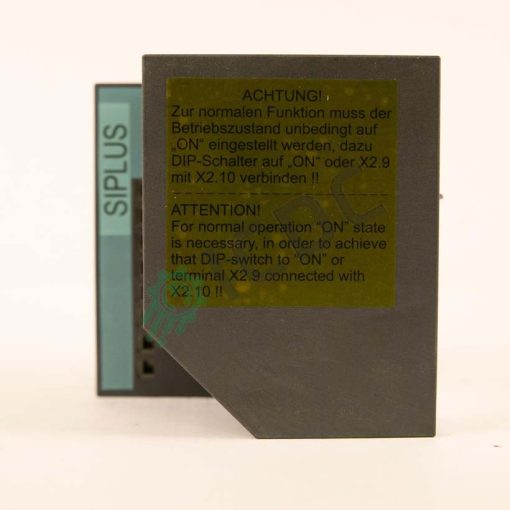 SIPLUS
ACHTUNG!
Zur normalen Funktion muss der
Betriebszustand unbedingt auf
„ON” eingestellt werden, dazu
DIP-Schalter auf „ON” oder X2.9
mit X2.10 verbinden !!
ATTENTION!
For normal operation “ON” state
is necessary, in order to achieve
that DIP-switch to “ON” or
terminal X2.9 connected with
X2.10 !!